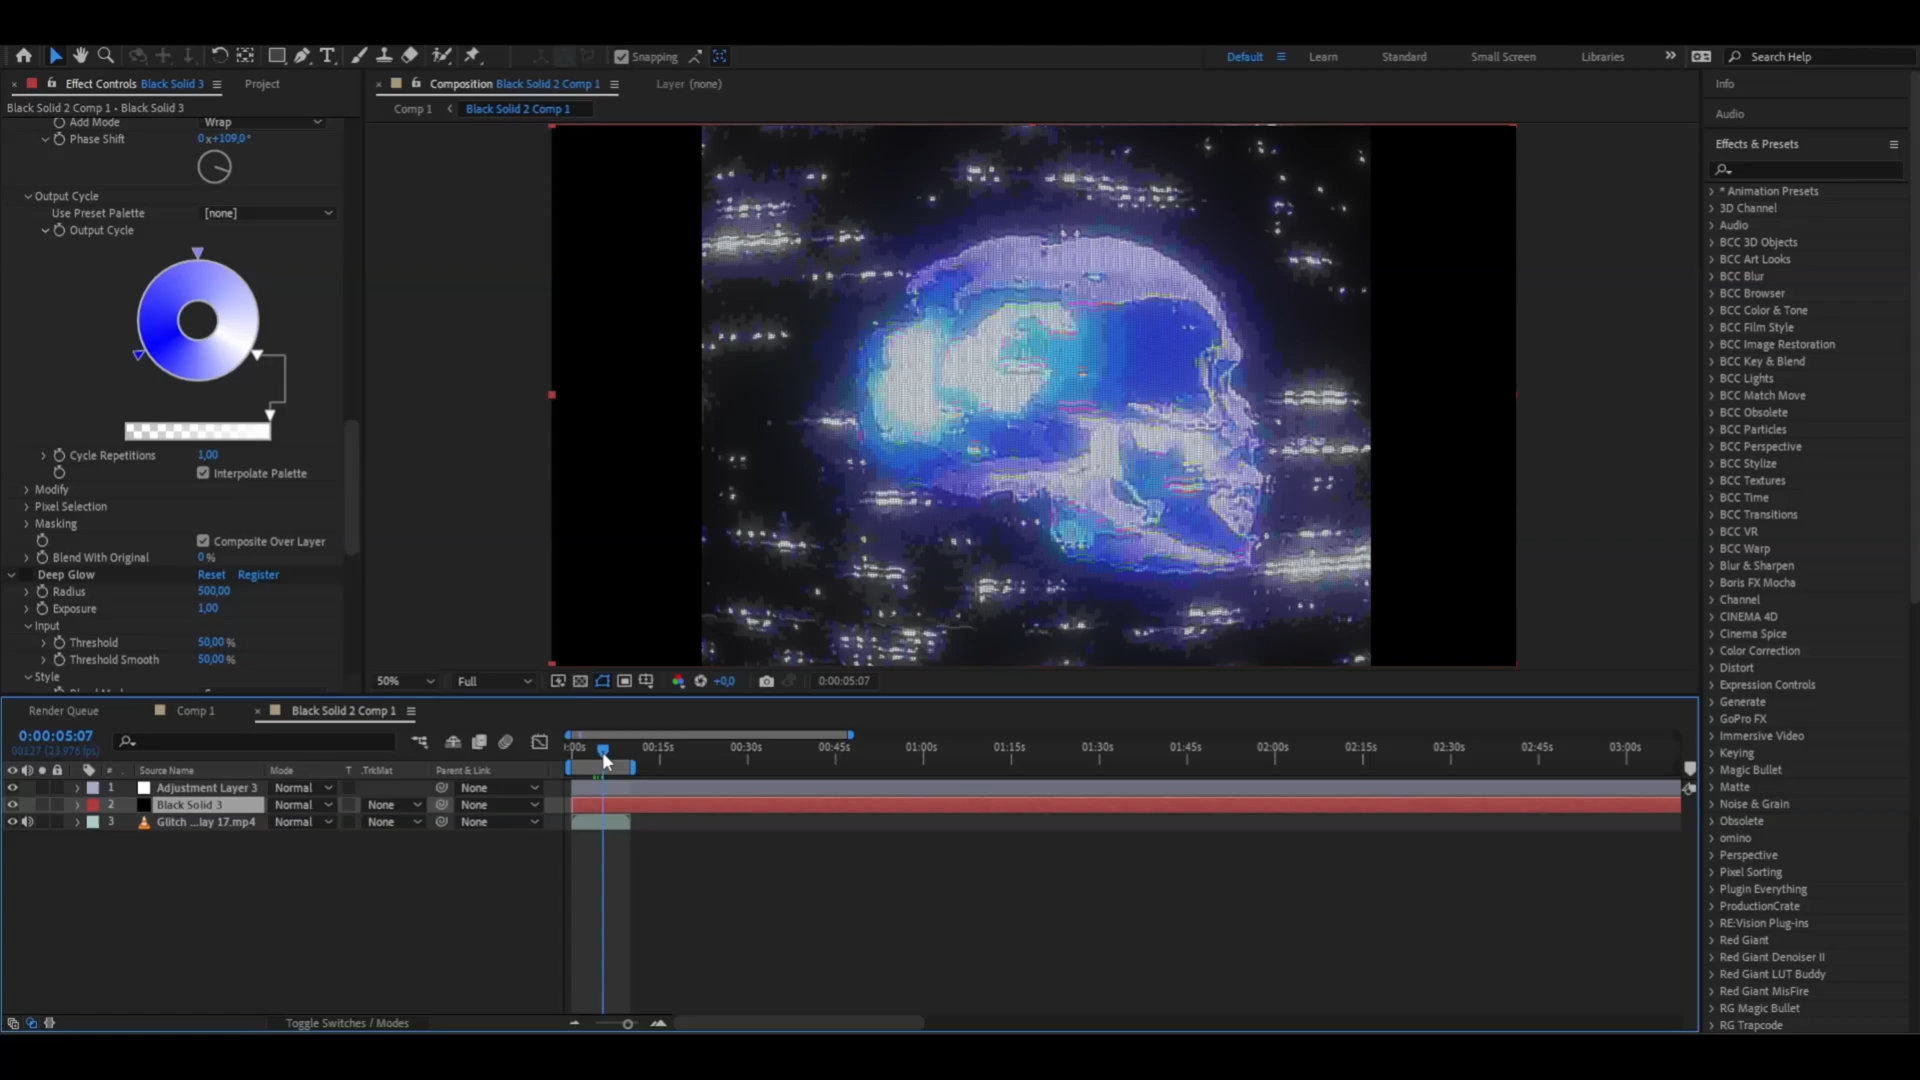 Snapping
Default
Learn
Standard
Small Screen
Libraries
Search Help
Effect Controls Black Solid 3
Project
Composition Black Solid 2 Comp 1
Layer (none)
Info
Black Solid 2 Comp 1 • Black Solid 3
Comp 1
Black Solid 2 Comp 1
Audio
Add Mode
Wrap
Phase Shift
0x+109,0°
Effects & Presets
Output Cycle
Use Preset Palette
[none]
Output Cycle
Cycle Repetitions
1,00
Interpolate Palette
Modify
Pixel Selection
Masking
Composite Over Layer
Blend With Original
0 %
Deep Glow
Reset
Register
Radius
500,00
Exposure
1,00
Input
Threshold
50,00 %
Threshold Smooth
50,00 %
Style
50%
Full
+0,0
0:00:05:07
* Animation Presets
3D Channel
Audio
BCC 3D Objects
BCC Art Looks
BCC Blur
BCC Browser
BCC Color & Tone
BCC Film Style
BCC Image Restoration
BCC Key & Blend
BCC Lights
BCC Match Move
BCC Obsolete
BCC Particles
BCC Perspective
BCC Stylize
BCC Textures
BCC Time
BCC Transitions
BCC VR
BCC Warp
Blur & Sharpen
Boris FX Mocha
Channel
CINEMA 4D
Cinema Spice
Color Correction
Distort
Expression Controls
Generate
GoPro FX
Immersive Video
Keying
Magic Bullet
Matte
Noise & Grain
Obsolete
omino
Perspective
Pixel Sorting
Plugin Everything
ProductionCrate
RE:Vision Plug-ins
Red Giant
Red Giant Denoiser II
Red Giant LUT Buddy
Red Giant MisFire
RG Magic Bullet
RG Trapcode
Render Queue
Comp 1
Black Solid 2 Comp 1
0:00:05:07
00127 (23.976 fps)
:00s
00:15s
00:30s
00:45s
01:00s
01:15s
01:30s
01:45s
02:00s
02:15s
02:30s
02:45s
03:00s
#
Source Name
Mode
T
.TrkMat
Parent & Link
1
Adjustment Layer 3
Normal
None
2
Black Solid 3
Normal
None
None
3
Glitch ...lay 17.mp4
Normal
None
None
Toggle Switches / Modes